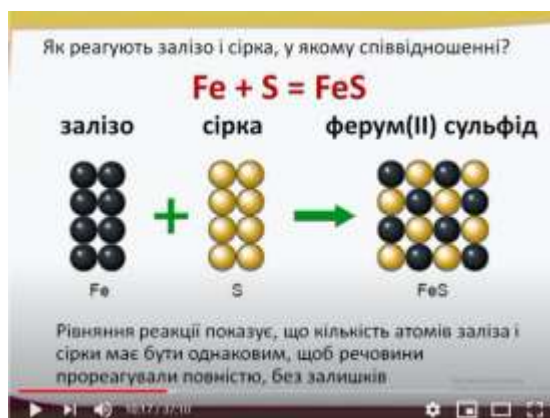 Як реагують залізо і сірка, у якому співвідношенні?
Fe + S = FeS
залізо сірка ферум(II) сульфід
Fe S FeS
Рівняння реакції показує, що кількість атомів заліза і
сірки має бути однаковим, щоб речовини
прореагували повністю, без залишків